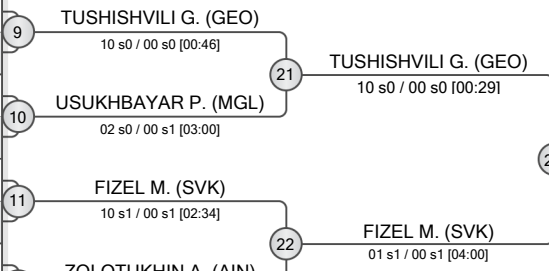 TUSHISHVILI G. (GEO)
9
10 s0 / 00 s0 [00:46]
TUSHISHVILI G. (GEO)
21
10 s0 / 00 s0 [00:29]
USUKHBAYAR P. (MGL)
10
02 s0 / 00 s1 [03:00]
FIZEL M. (SVK)
11
10 s1 / 00 s1 [02:34]
FIZEL M. (SVK)
22
01 s1 / 00 s1 [04:00]
ZOLOTUKHIN A. (AIN)